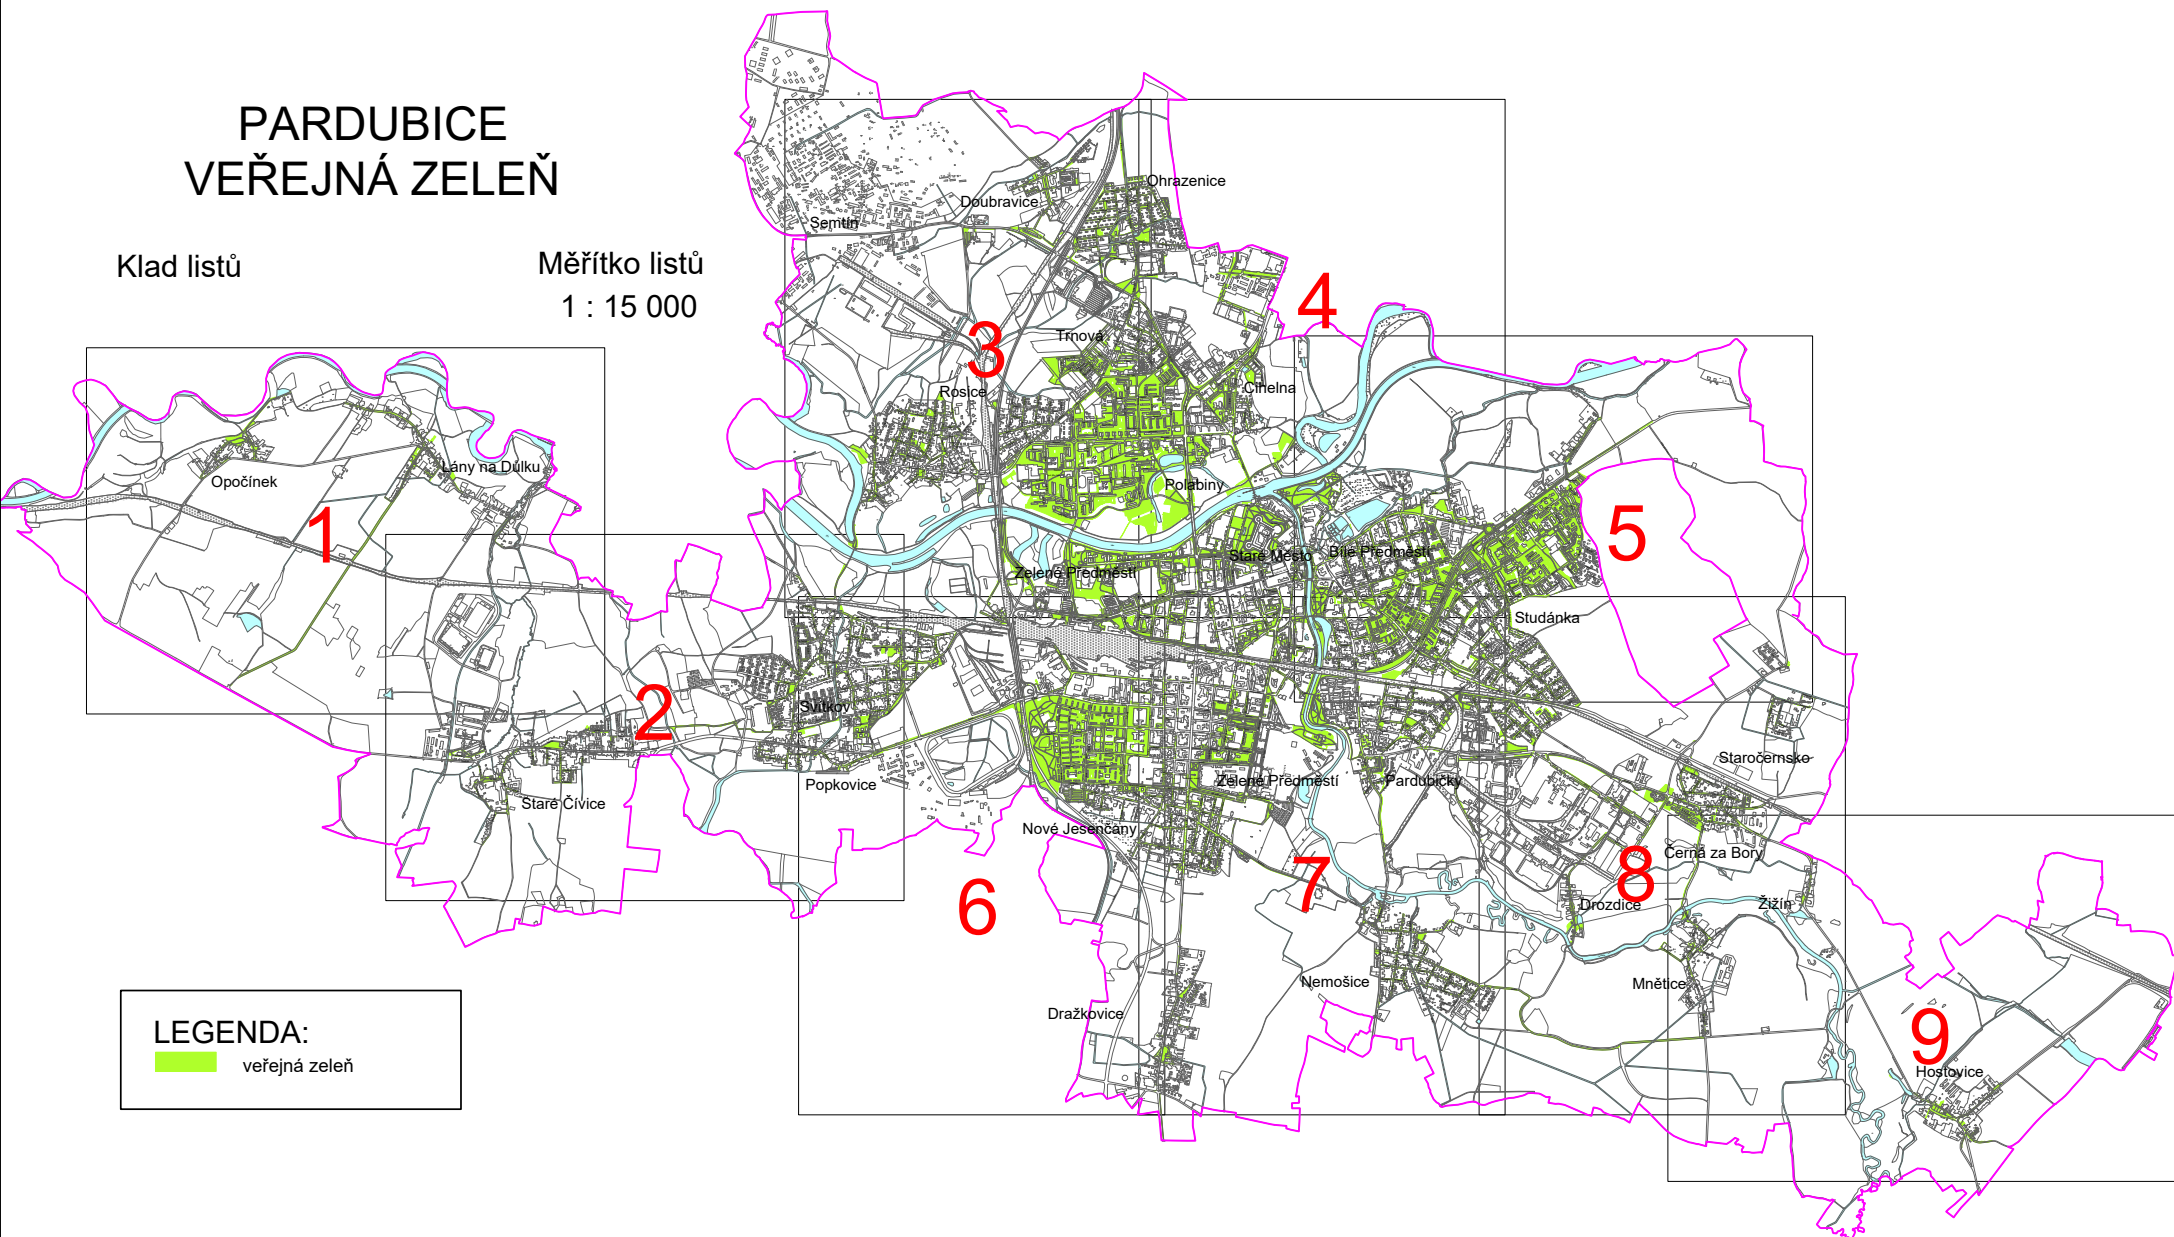 PARDUBICE
VEŘEJNÁ ZELEŇ
Klad listů
Měřítko listů
1 : 15 000
Ohrazenice
Doubravice
Semtín
4
3
Trnová
Rosice
Cihelna
Lány na Důlku
Opočínek
Polabiny
1
5
Staré Město
Bílé Předměstí
Zelené Předměstí
Studánka
2
Svítkov
Staročernsko
Popkovice
Zelené Předměstí
Pardubičky
Staré Čívice
Nové Jesenčany
Černá za Bory
8
7
6
Drozdice
Žižín
Nemošice
Mnětice
Dražkovice
9
Hostovice
LEGENDA:
veřejná zeleň